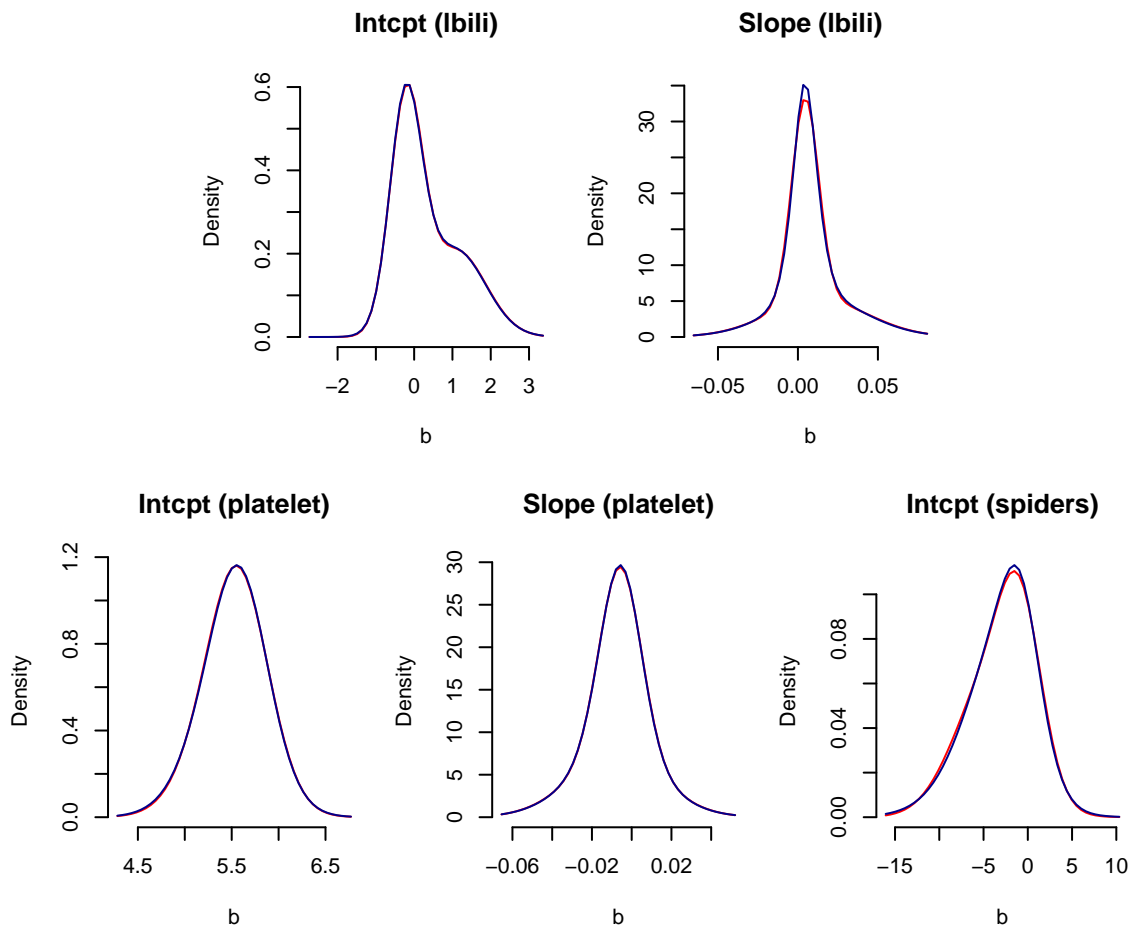 Intcpt (lbili)
Density
0.0 0.2 0.4 0.6
−2 0 1 2 3
b
Slope (lbili)
Density
0 5 10 20 30
−0.05 0.00 0.05
b
Intcpt (platelet)
Density
0.0 0.4 0.8 1.2
4.5 5.5 6.5
b
Slope (platelet)
Density
0 5 10 15 20 25 30
−0.06 −0.02 0.02
b
Intcpt (spiders)
Density
0.00 0.04 0.08
−15 −5 0 5 10
b